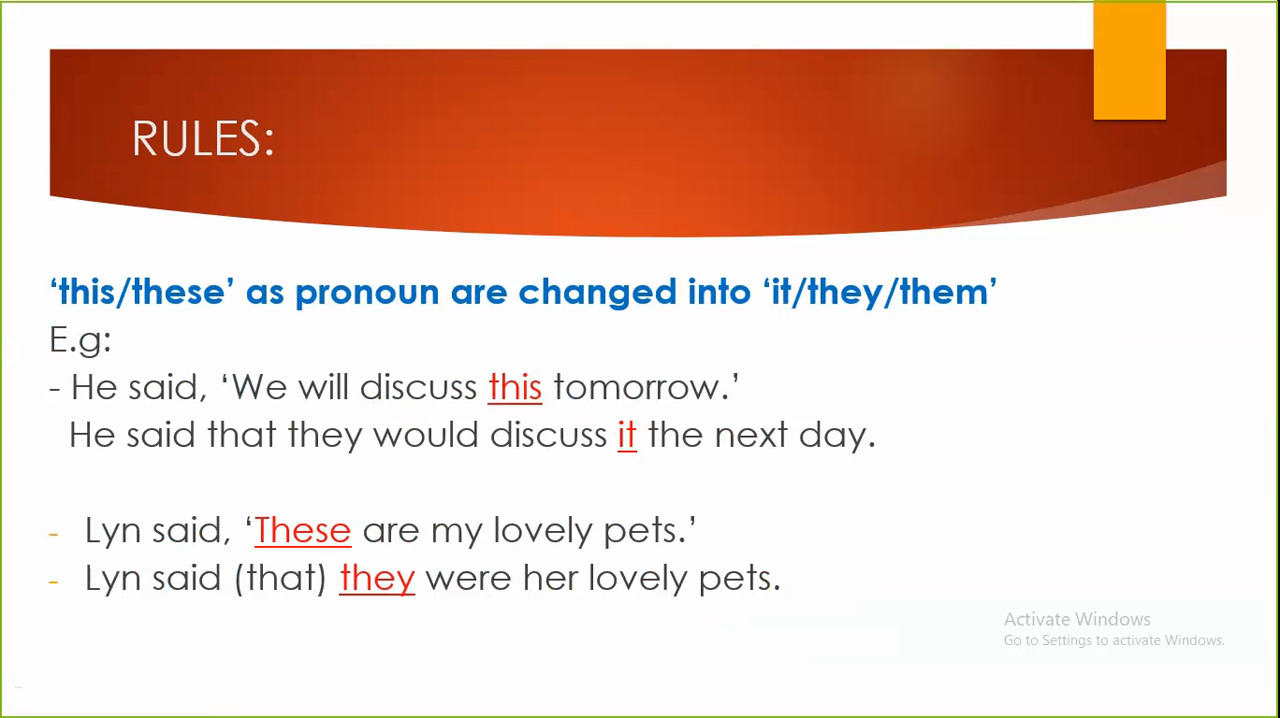 RULES:
‘this/these’ as pronoun are changed into ‘it/they/them’
E.g:
- He said, ‘We will discuss this tomorrow.’
He said that they would discuss it the next day.
- Lyn said, ‘These are my lovely pets.’
- Lyn said (that) they were her lovely pets.
Activate Windows
Go to Settings to activate Windows.